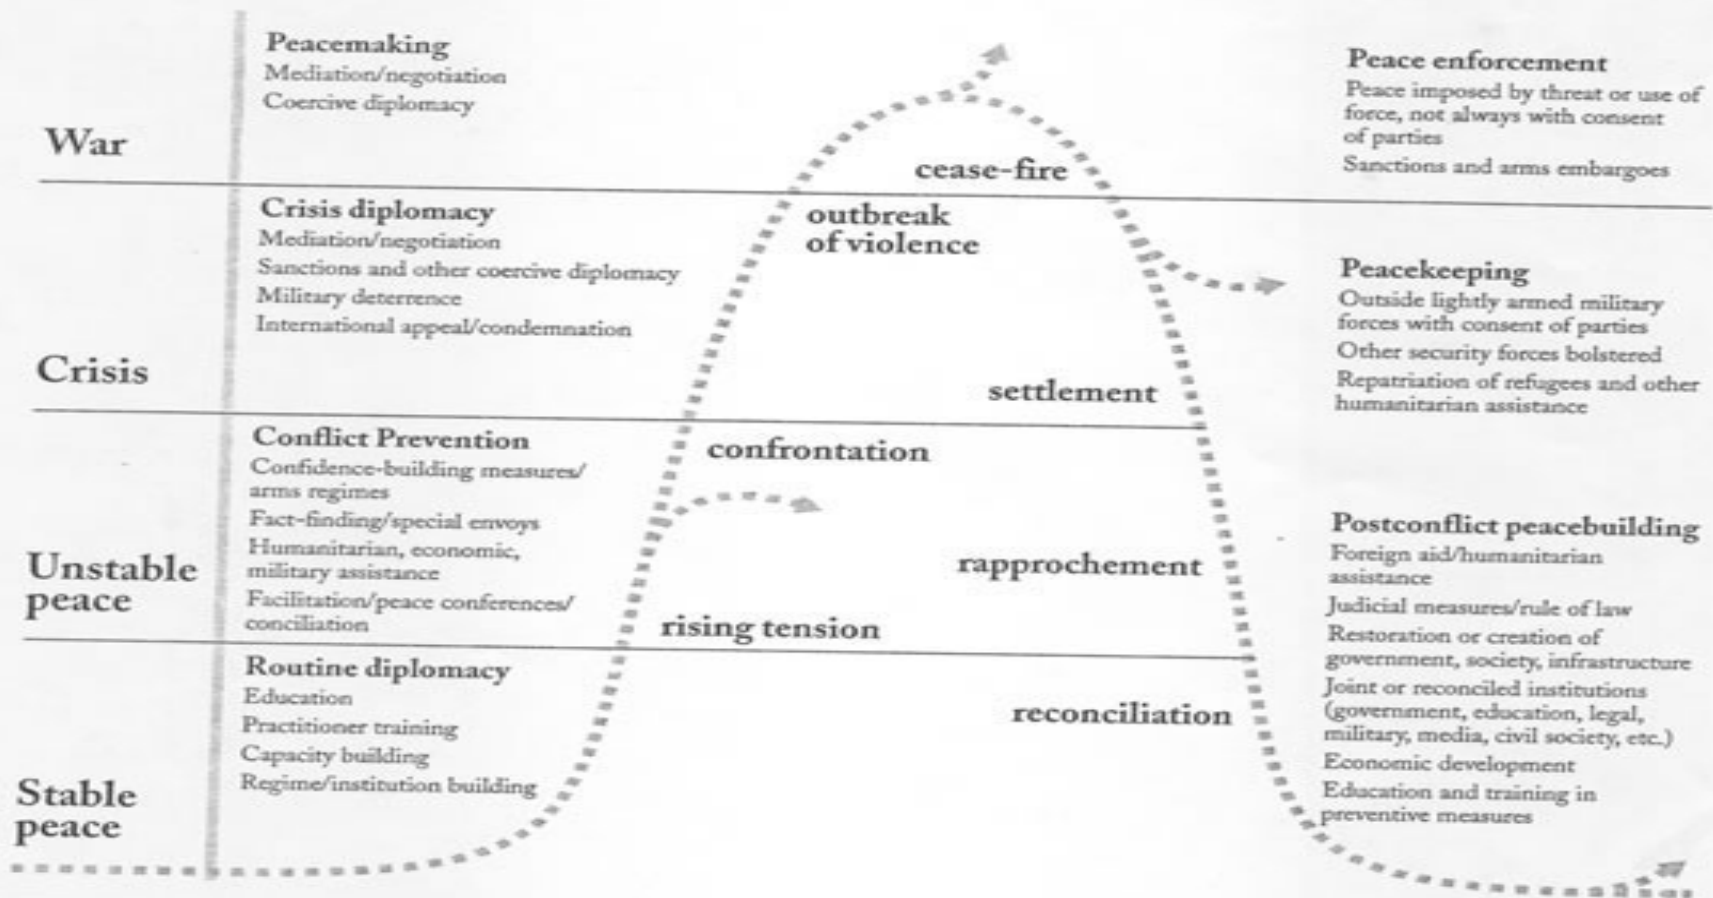 War
Peacemaking
Mediation/negotiation
Coercive diplomacy
cease-fire
Peace enforcement
Peace imposed by threat or use of
force, not always with consent
of parties
Sanctions and arms embargoes
Crisis
Crisis diplomacy
Mediation/negotiation
Sanctions and other coercive diplomacy
Military deterrence
International appeal/condemnation
outbreak
of violence
settlement
Peacekeeping
Outside lightly armed military
forces with consent of parties
Other security forces bolstered
Repatriation of refugees and other
humanitarian assistance
Unstable
peace
Conflict Prevention
Confidence-building measures/
arms regimes
Fact-finding/special envoys
Humanitarian, economic,
military assistance
Facilitation/peace conferences/
conciliation
confrontation
rapprochement
rising tension
Postconflict peacebuilding
Foreign aid/humanitarian
assistance
Judicial measures/rule of law
Restoration or creation of
government, society, infrastructure
Joint or reconciled institutions
(government, education, legal,
military, media, civil society, etc.)
Economic development
Education and training in
preventive measures
Stable
peace
Routine diplomacy
Education
Practitioner training
Capacity building
Regime/institution building
reconciliation